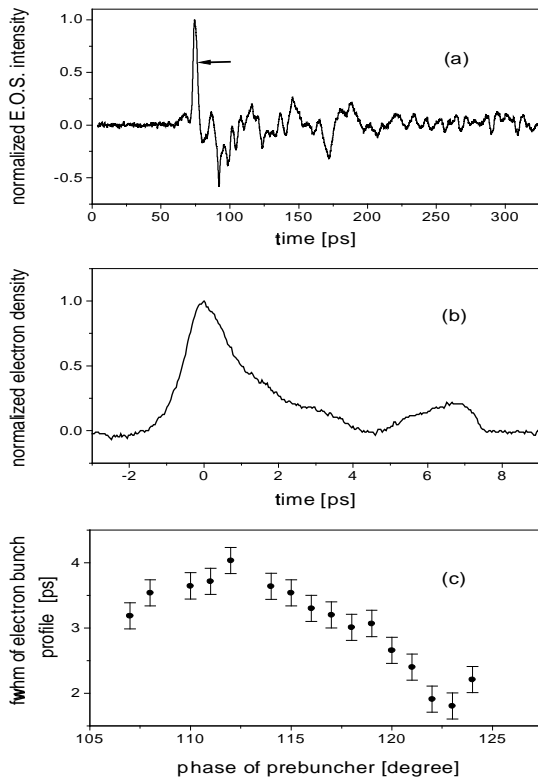 normalized E.O.S. intensity
1.0
0.5
0.0
-0.5
(a)
0 50 100 150 200 250 300
time [ps]
normalized electron density
1.0
0.5
0.0
(b)
-2 0 2 4 6 8
time [ps]
fwhm of electron bunch
profile [ps]
4
3
2
(c)
105 110 115 120 125
phase of prebuncher [degree]